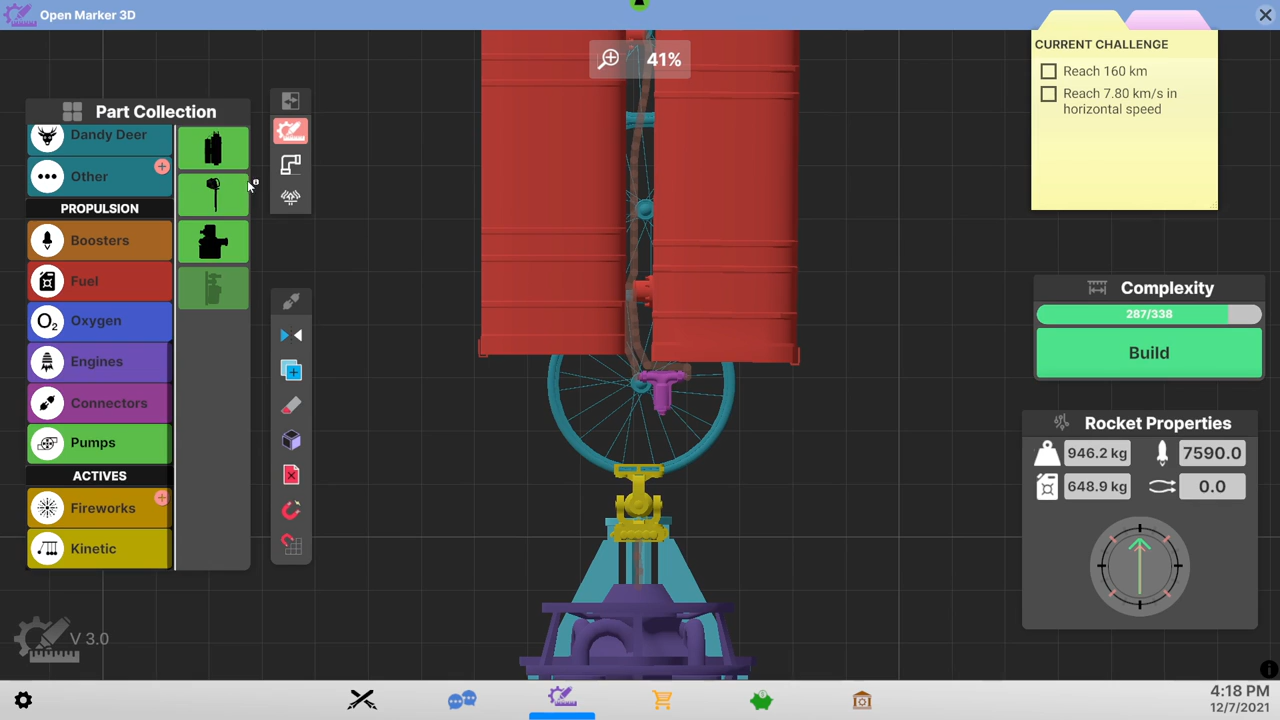 Open Marker 3D
41%
CURRENT CHALLENGE
Reach 160 km
Reach 7.80 km/s in
horizontal speed
Part Collection
Dandy Deer
Other
PROPULSION
Boosters
Fuel
O2 Oxygen
Engines
Connectors
Pumps
ACTIVES
Fireworks
Kinetic
Complexity
287/338
Build
Rocket Properties
946.2 kg
7590.0
648.9 kg
0.0
V 3.0
4:18 PM
12/7/2021